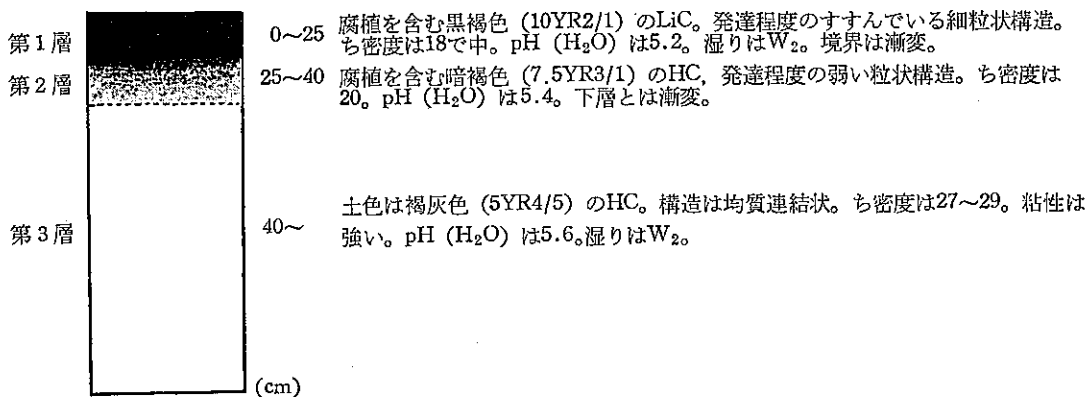 第1層
0~25
腐植を含む黒褐色 (10YR2/1) のLiC。発達程度のすすんでいる細粒状構造。
ち密度は18で中。pH (H₂O) は5.2。湿りはW₂。境界は漸変。
第2層
25~40
腐植を含む暗褐色 (7.5YR3/1) のHC, 発達程度の弱い粒状構造。ち密度は
20。pH (H₂O) は5.4。下層とは漸変。
第3層
40~
土色は褐灰色 (5YR4/5) のHC。構造は均質連結状。ち密度は27~29。粘性は
強い。pH (H₂O) は5.6。湿りはW₂。
(cm)